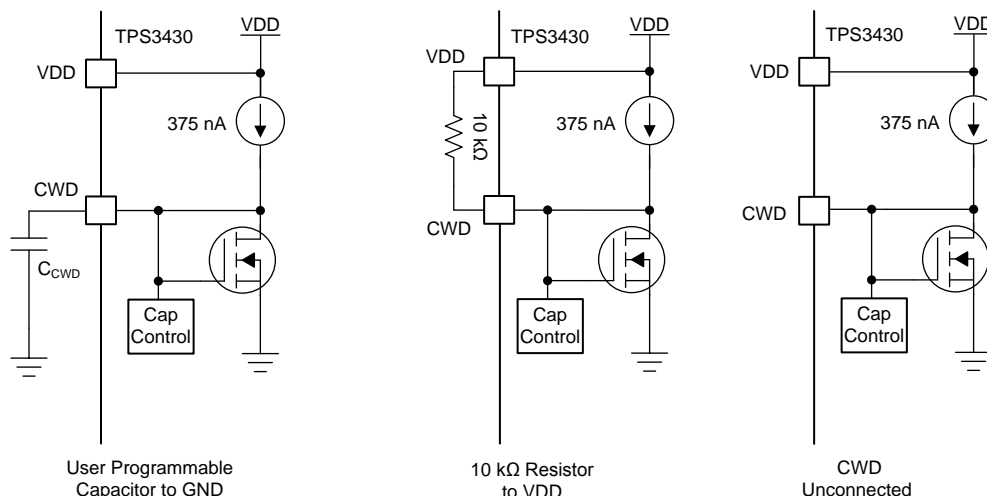 TPS3430
VDD
VDD
375 nA
CWD
C_CWD
Cap
Control
User Programmable
Capacitor to GND
TPS3430
VDD
VDD
10 kΩ
375 nA
CWD
Cap
Control
10 kΩ Resistor
to VDD
TPS3430
VDD
VDD
375 nA
CWD
Cap
Control
CWD
Unconnected